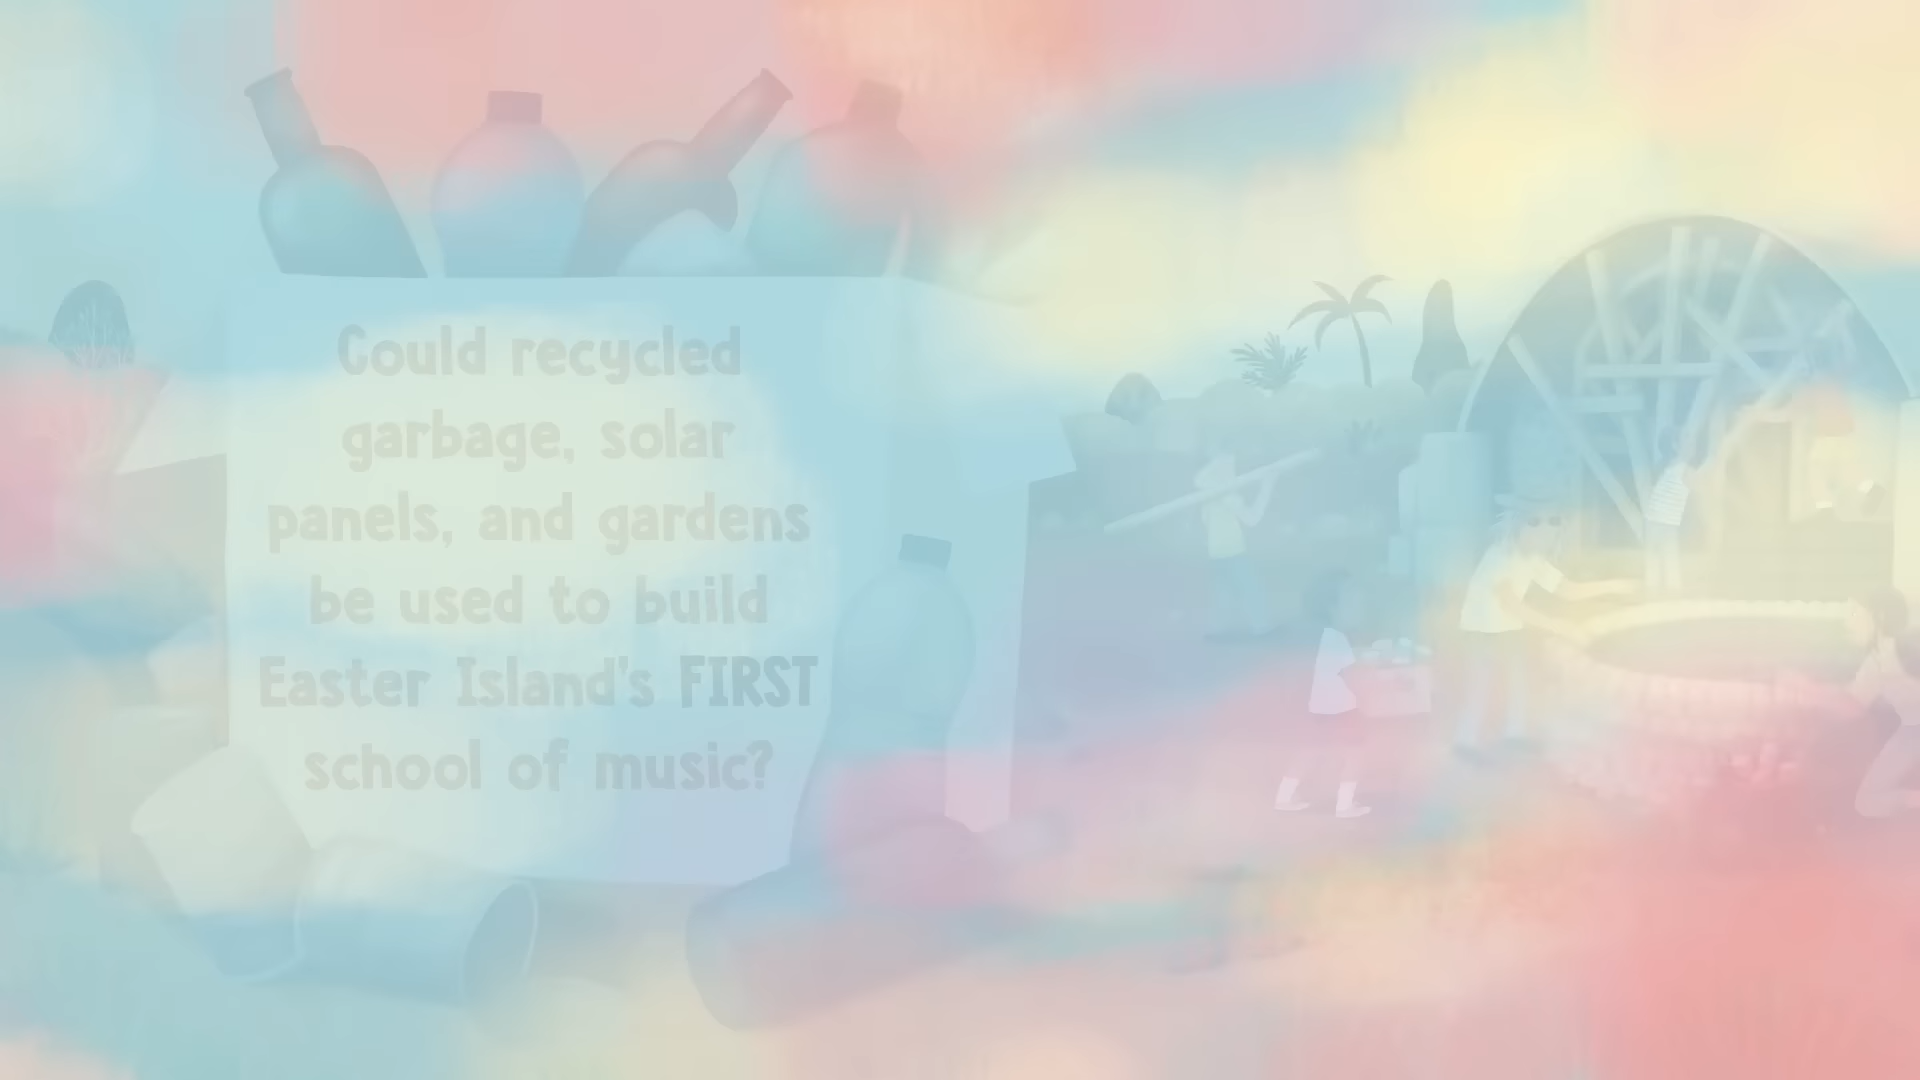 Could recycled
garbage, solar
panels, and gardens
be used to build
Easter Island's FIRST
school of music?